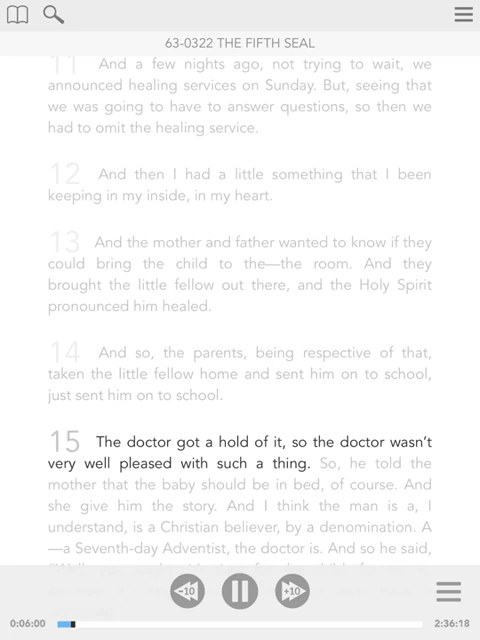 63-0322 THE FIFTH SEAL
11 And a few nights ago, not trying to wait, we
announced healing services on Sunday. But, seeing that
we was going to have to answer questions, so then we
had to omit the healing service.
12 And then I had a little something that I been
keeping in my inside, in my heart.
13 And the mother and father wanted to know if they
could bring the child to the—the room. And they
brought the little fellow out there, and the Holy Spirit
pronounced him healed.
14 And so, the parents, being respective of that,
taken the little fellow home and sent him on to school,
just sent him on to school.
15 The doctor got a hold of it, so the doctor wasn't
very well pleased with such a thing. So, he told the
mother that the baby should be in bed, of course. And
she give him the story. And I think the man is a, I
understand, is a Christian believer, by a denomination. A
—a Seventh-day Adventist, the doctor is. And so he said,
-10
+10
0:06:00
2:36:18